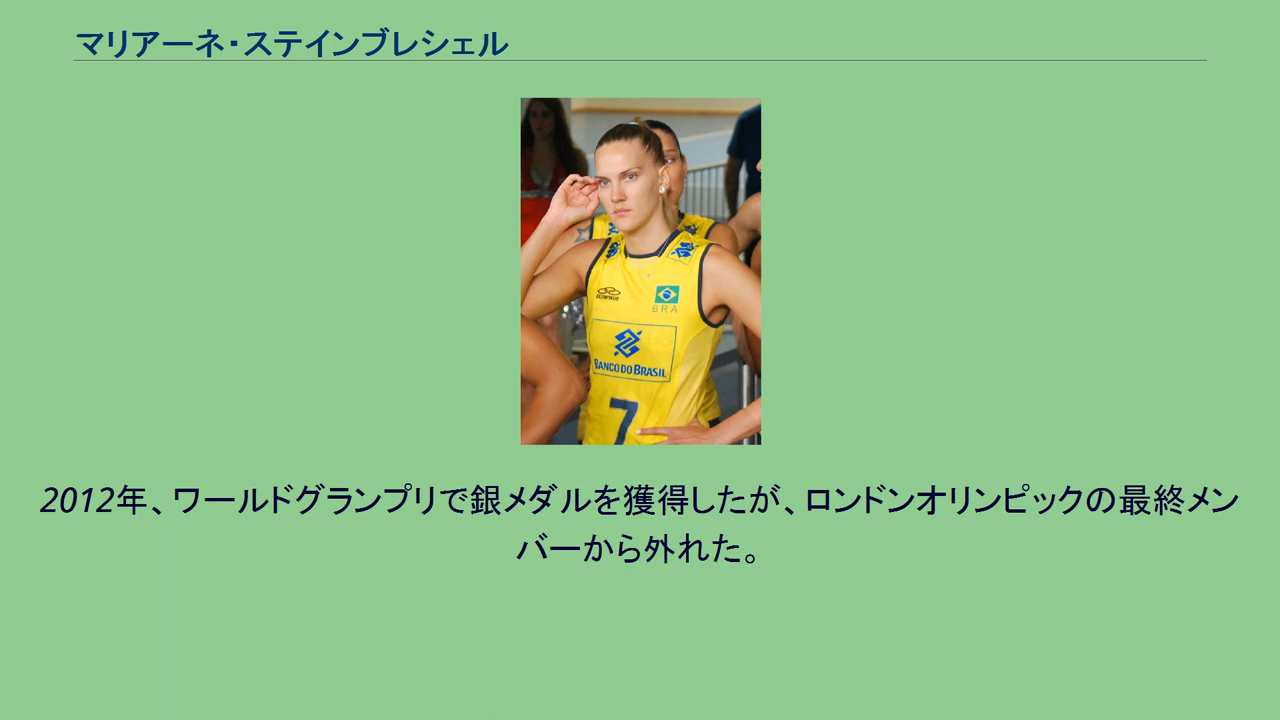 マリアーネ・ステインブレシェル
OLYMPIKUS
BRA
BANCO DO BRASIL
7
2012年、ワールドグランプリで銀メダルを獲得したが、ロンドンオリンピックの最終メン
バーから外れた。